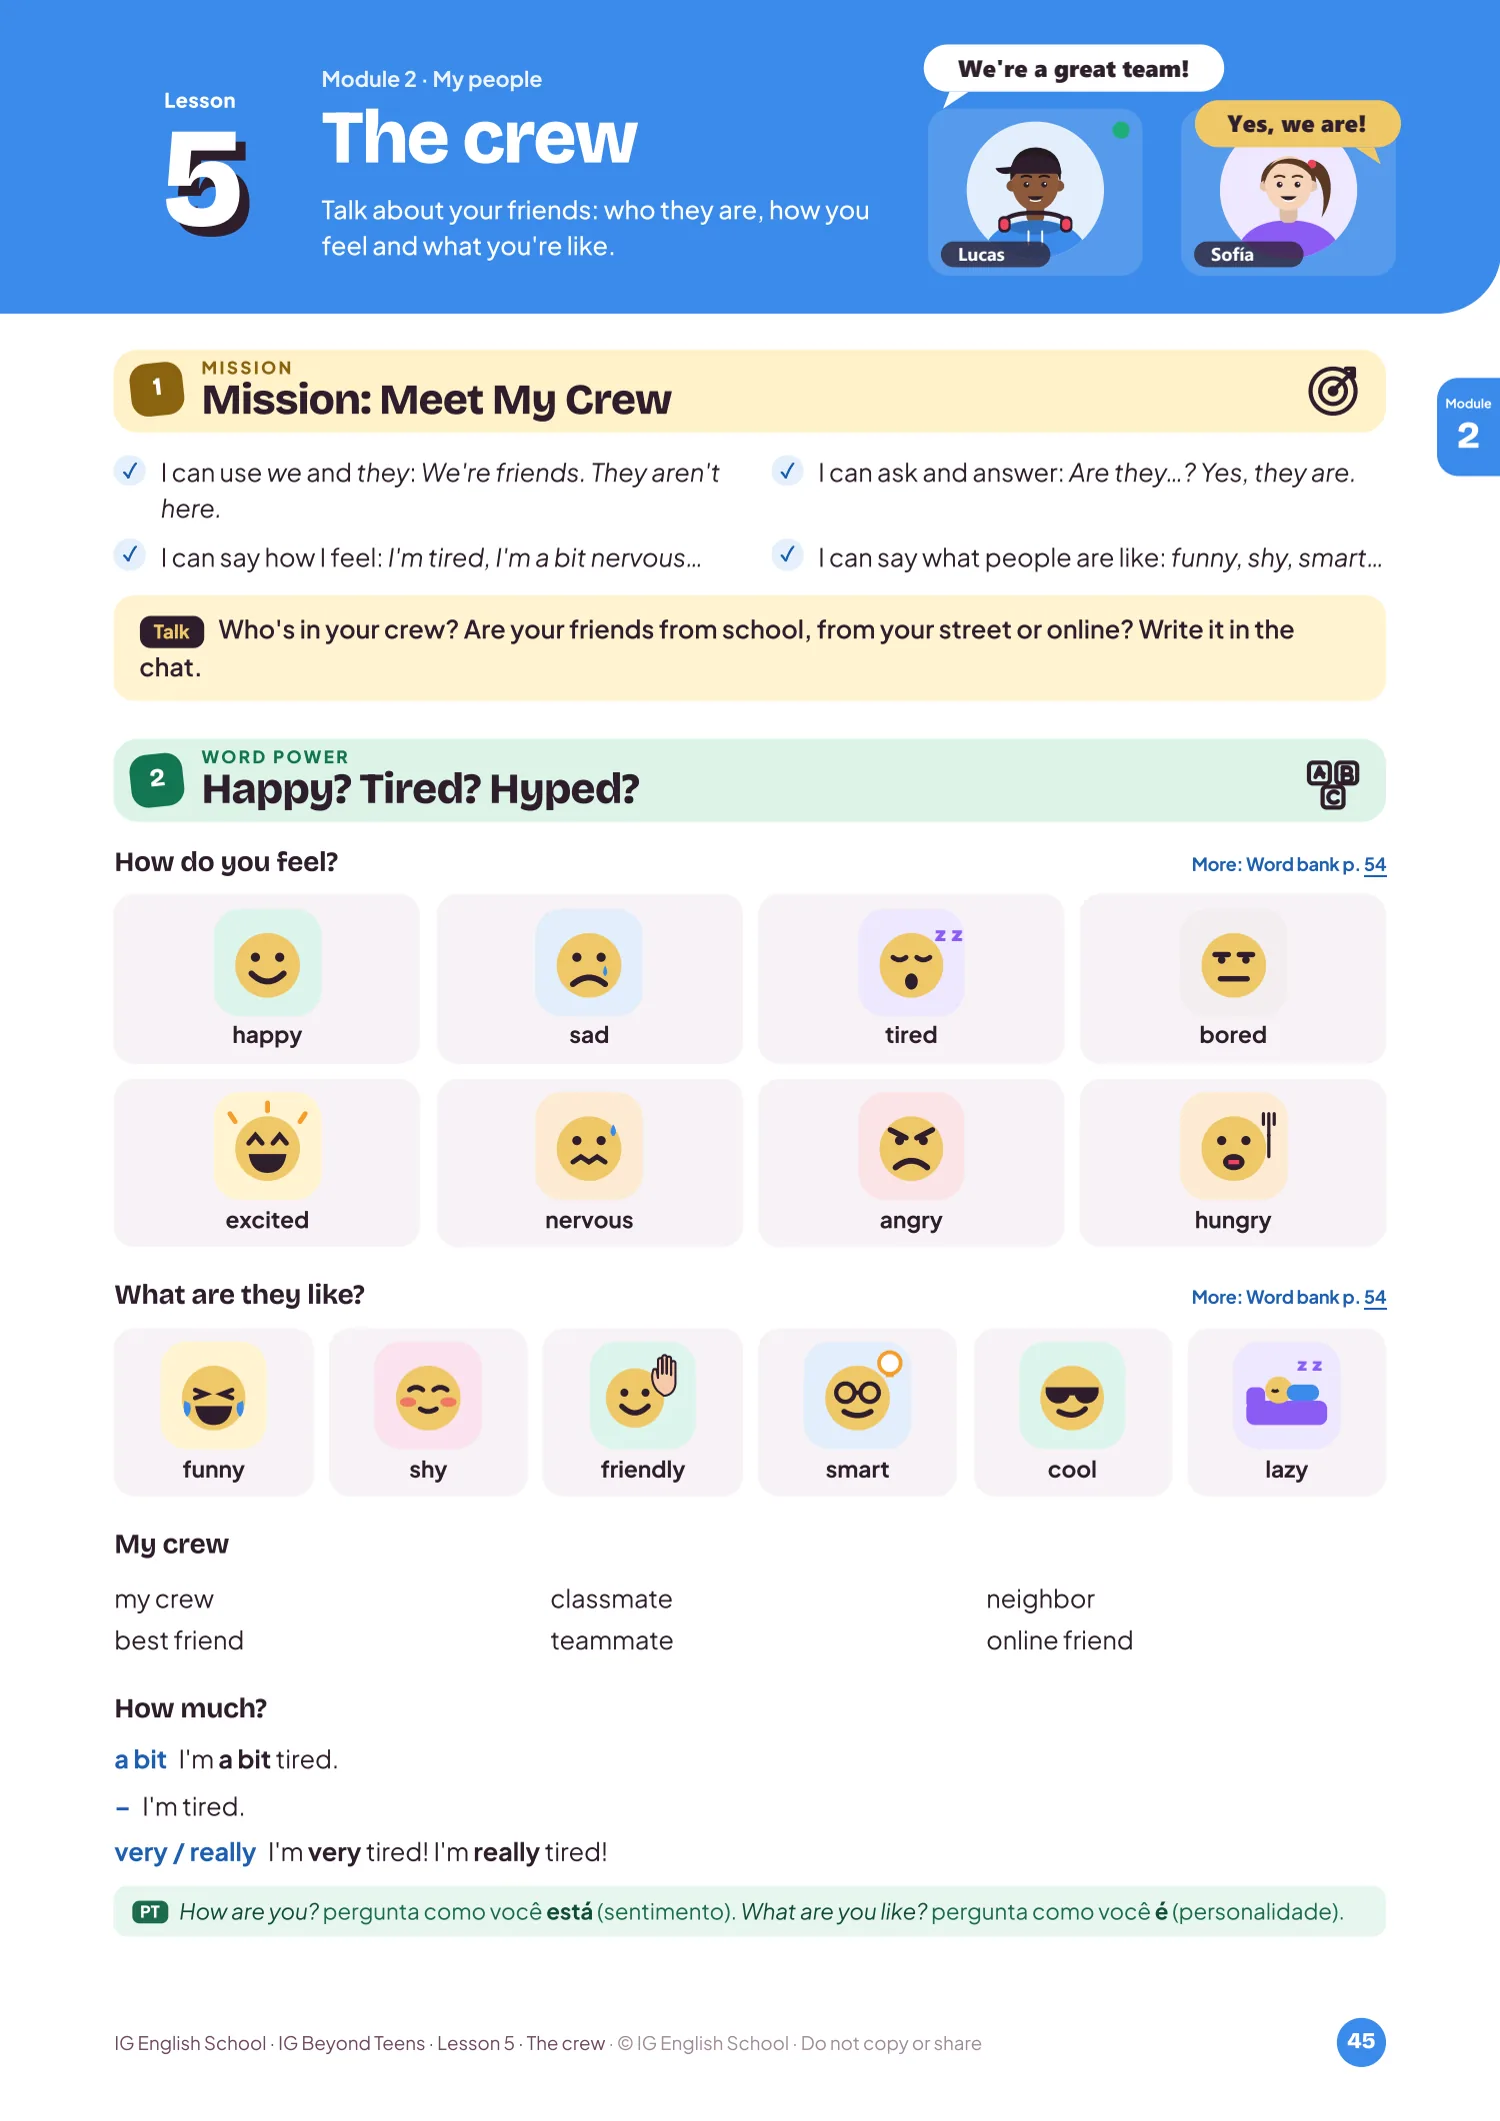 Lesson
5
Module 2 · My people
The crew
Talk about your friends: who they are, how you
feel and what you're like.
We're a great team!
Yes, we are!
Lucas
Sofía
Module
2
1
MISSION
Mission: Meet My Crew
✓ I can use we and they: We're friends. They aren't
here.
✓ I can ask and answer: Are they...? Yes, they are.
✓ I can say how I feel: I'm tired, I'm a bit nervous...
✓ I can say what people are like: funny, shy, smart...
Talk Who's in your crew? Are your friends from school, from your street or online? Write it in the
chat.
2
WORD POWER
Happy? Tired? Hyped?
A B
C
How do you feel?
More: Word bank p. 54
z z
happy
sad
tired
bored
excited
nervous
angry
hungry
What are they like?
More: Word bank p. 54
z z
funny
shy
friendly
smart
cool
lazy
My crew
my crew
classmate
neighbor
best friend
teammate
online friend
How much?
a bit I'm a bit tired.
– I'm tired.
very / really I'm very tired! I'm really tired!
PT How are you? pergunta como você está (sentimento). What are you like? pergunta como você é (personalidade).
IG English School · IG Beyond Teens · Lesson 5 · The crew · © IG English School · Do not copy or share
45